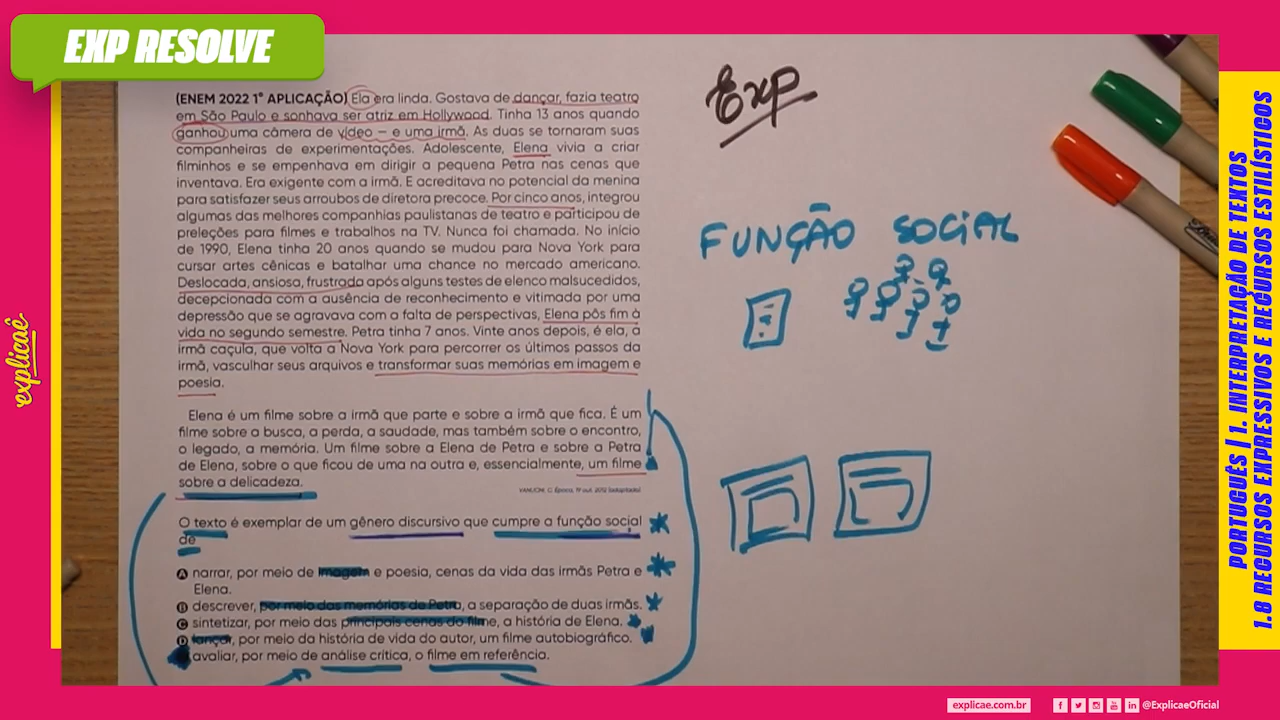 EXP RESOLVE
(ENEM 2022 1° APLICAÇÃO) Ela era linda. Gostava de dançar, fazia teatro
em São Paulo e sonhava ser atriz em Hollywood. Tinha 13 anos quando
ganhou uma câmera de vídeo – e uma irmã. As duas se tornaram suas
companheiras de experimentações. Adolescente, Elena vivia a criar
filminhos e se empenhava em dirigir a pequena Petra nas cenas que
inventava. Era exigente com a irmã. E acreditava no potencial da menina
para satisfazer seus arroubos de diretora precoce. Por cinco anos, integrou
algumas das melhores companhias paulistanas de teatro e participou de
preleções para filmes e trabalhos na TV. Nunca foi chamada. No início
de 1990, Elena tinha 20 anos quando se mudou para Nova York para
cursar artes cênicas e batalhar uma chance no mercado americano.
Deslocada, ansiosa, frustrada após alguns testes de elenco malsucedidos,
decepcionada com a ausência de reconhecimento e vitimada por uma
depressão que se agravava com a falta de perspectivas, Elena pôs fim à
vida no segundo semestre. Petra tinha 7 anos. Vinte anos depois, é ela, a
irmã caçula, que volta a Nova York para percorrer os últimos passos da
irmã, vasculhar seus arquivos e transformar suas memórias em imagem e
poesia.
Elena é um filme sobre a irmã que parte e sobre a irmã que fica. É um
filme sobre a busca, a perda, a saudade, mas também sobre o encontro,
o legado, a memória. Um filme sobre a Elena de Petra e sobre a Petra
de Elena, sobre o que ficou de uma na outra e, essencialmente, um filme
sobre a delicadeza.
VANUCHI, C. Época, 19 out. 2012 (adaptado)
O texto é exemplar de um gênero discursivo que cumpre a função social
de
A narrar, por meio de imagem e poesia, cenas da vida das irmãs Petra e
Elena.
B descrever, por meio das memórias de Petra, a separação de duas irmãs.
C sintetizar, por meio das principais cenas do filme, a história de Elena.
D lançar, por meio da história de vida do autor, um filme autobiográfico.
avaliar, por meio de análise crítica, o filme em referência.
Exp
FUNÇÃO SOCIAL
explicaê
PORTUGUÊS | 1. INTERPRETAÇÃO DE TEXTOS
1.8 RECURSOS EXPRESSIVOS E RECURSOS ESTILÍSTICOS
explicae.com.br
@ExplicaeOficial